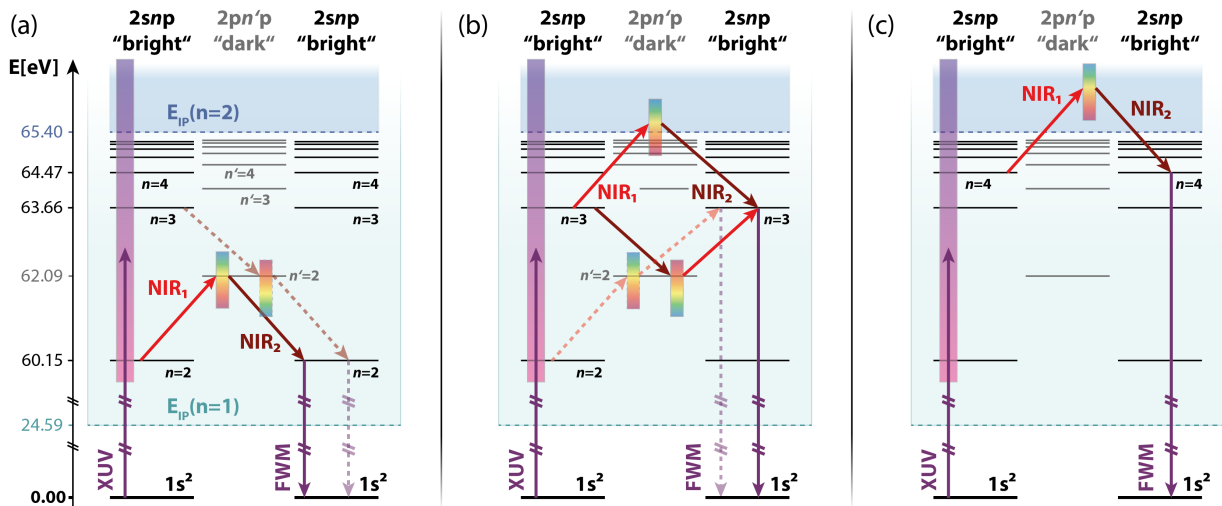 (a)
2snp 2pn'p 2snp
"bright" "dark" "bright"
E[eV]
E_IP(n=2)
65.40
64.47
63.66
62.09
60.15
24.59
0.00
n=4
n'=4
n=4
n'=3
n=3
n=3
n'=2
NIR₁
NIR₂
n=2
n=2
E_IP(n=1)
XUV
FWM
1s²
1s²
(b)
2snp 2pn'p 2snp
"bright" "dark" "bright"
NIR₁
NIR₂
n=3
n=3
n'=2
n=2
XUV
FWM
1s²
(c)
2snp 2pn'p 2snp
"bright" "dark" "bright"
NIR₁
NIR₂
n=4
n=4
XUV
FWM
1s²